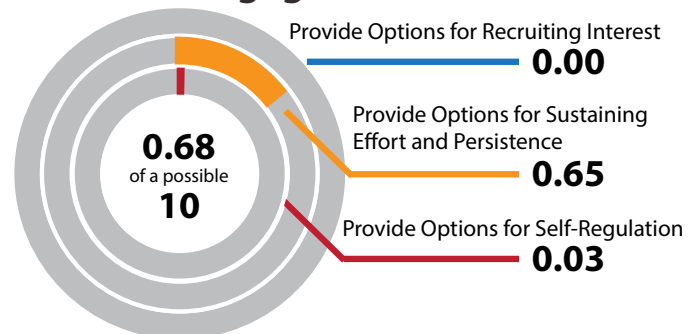 Provide Options for Recruiting Interest
0.00
Provide Options for Sustaining
Effort and Persistence
0.65
0.68
of a possible
10
Provide Options for Self-Regulation
0.03